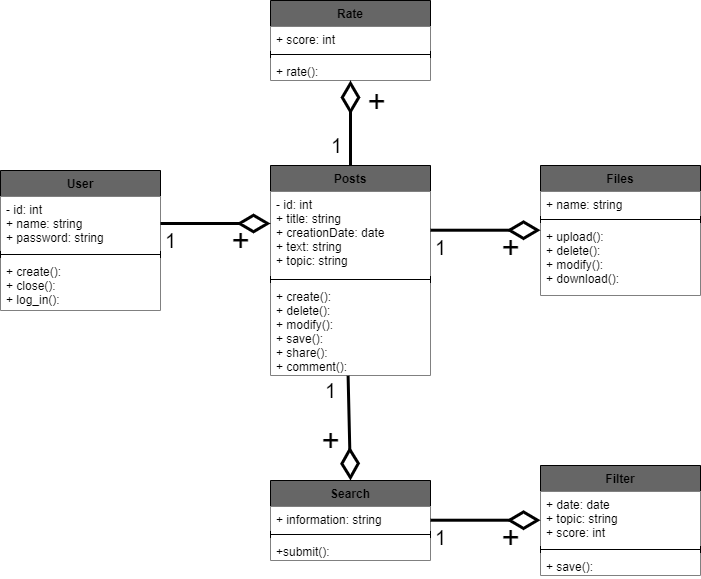 Rate
+ score: int
+ rate():
+
1
User
- id: int
+ name: string
+ password: string
+ create():
+ close():
+ log_in():
1
+
Posts
- id: int
+ title: string
+ creationDate: date
+ text: string
+ topic: string
+ create():
+ delete():
+ modify():
+ save():
+ share():
+ comment():
1
+
Files
+ name: string
+ upload():
+ delete():
+ modify():
+ download():
1
+
Search
+ information: string
+submit():
1
+
Filter
+ date: date
+ topic: string
+ score: int
+ save():